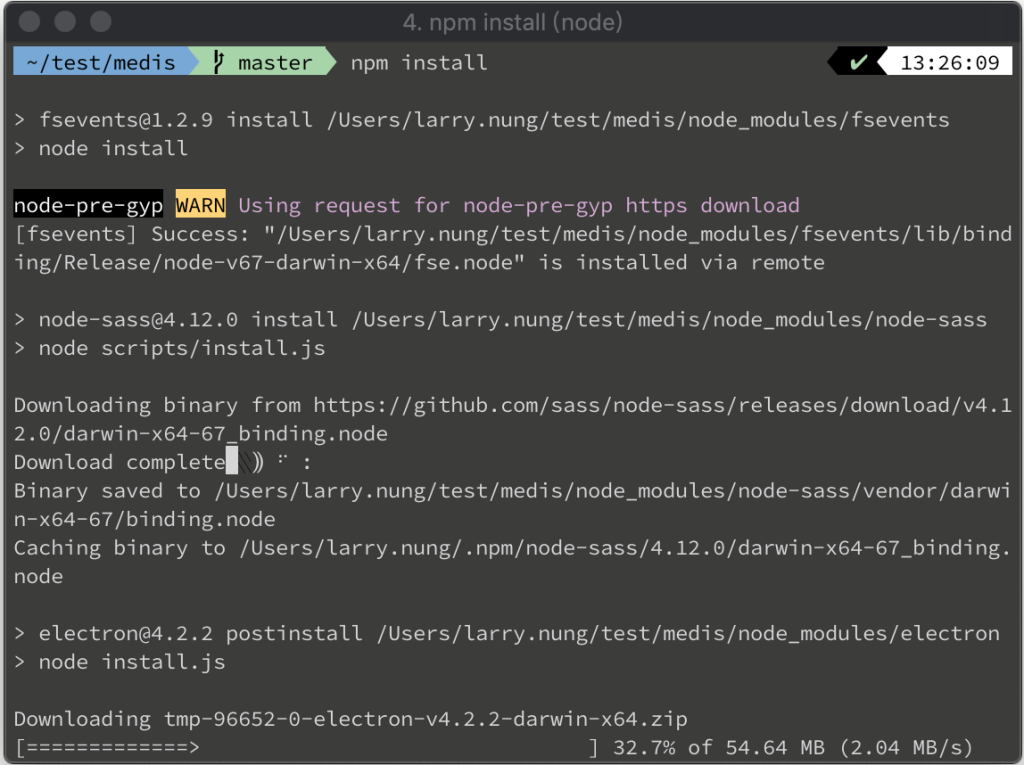 4. npm install (node)
~/test/medis master npm install ✔ 13:26:09
> fsevents@1.2.9 install /Users/larry.nung/test/medis/node_modules/fsevents
> node install
node-pre-gyp WARN Using request for node-pre-gyp https download
[fsevents] Success: "/Users/larry.nung/test/medis/node_modules/fsevents/lib/bind
ing/Release/node-v67-darwin-x64/fse.node" is installed via remote
> node-sass@4.12.0 install /Users/larry.nung/test/medis/node_modules/node-sass
> node scripts/install.js
Downloading binary from https://github.com/sass/node-sass/releases/download/v4.1
2.0/darwin-x64-67_binding.node
Download complete ⸩ ⠋ :
Binary saved to /Users/larry.nung/test/medis/node_modules/node-sass/vendor/darwi
n-x64-67/binding.node
Caching binary to /Users/larry.nung/.npm/node-sass/4.12.0/darwin-x64-67_binding.
node
> electron@4.2.2 postinstall /Users/larry.nung/test/medis/node_modules/electron
> node install.js
Downloading tmp-96652-0-electron-v4.2.2-darwin-x64.zip
[=============> ] 32.7% of 54.64 MB (2.04 MB/s)